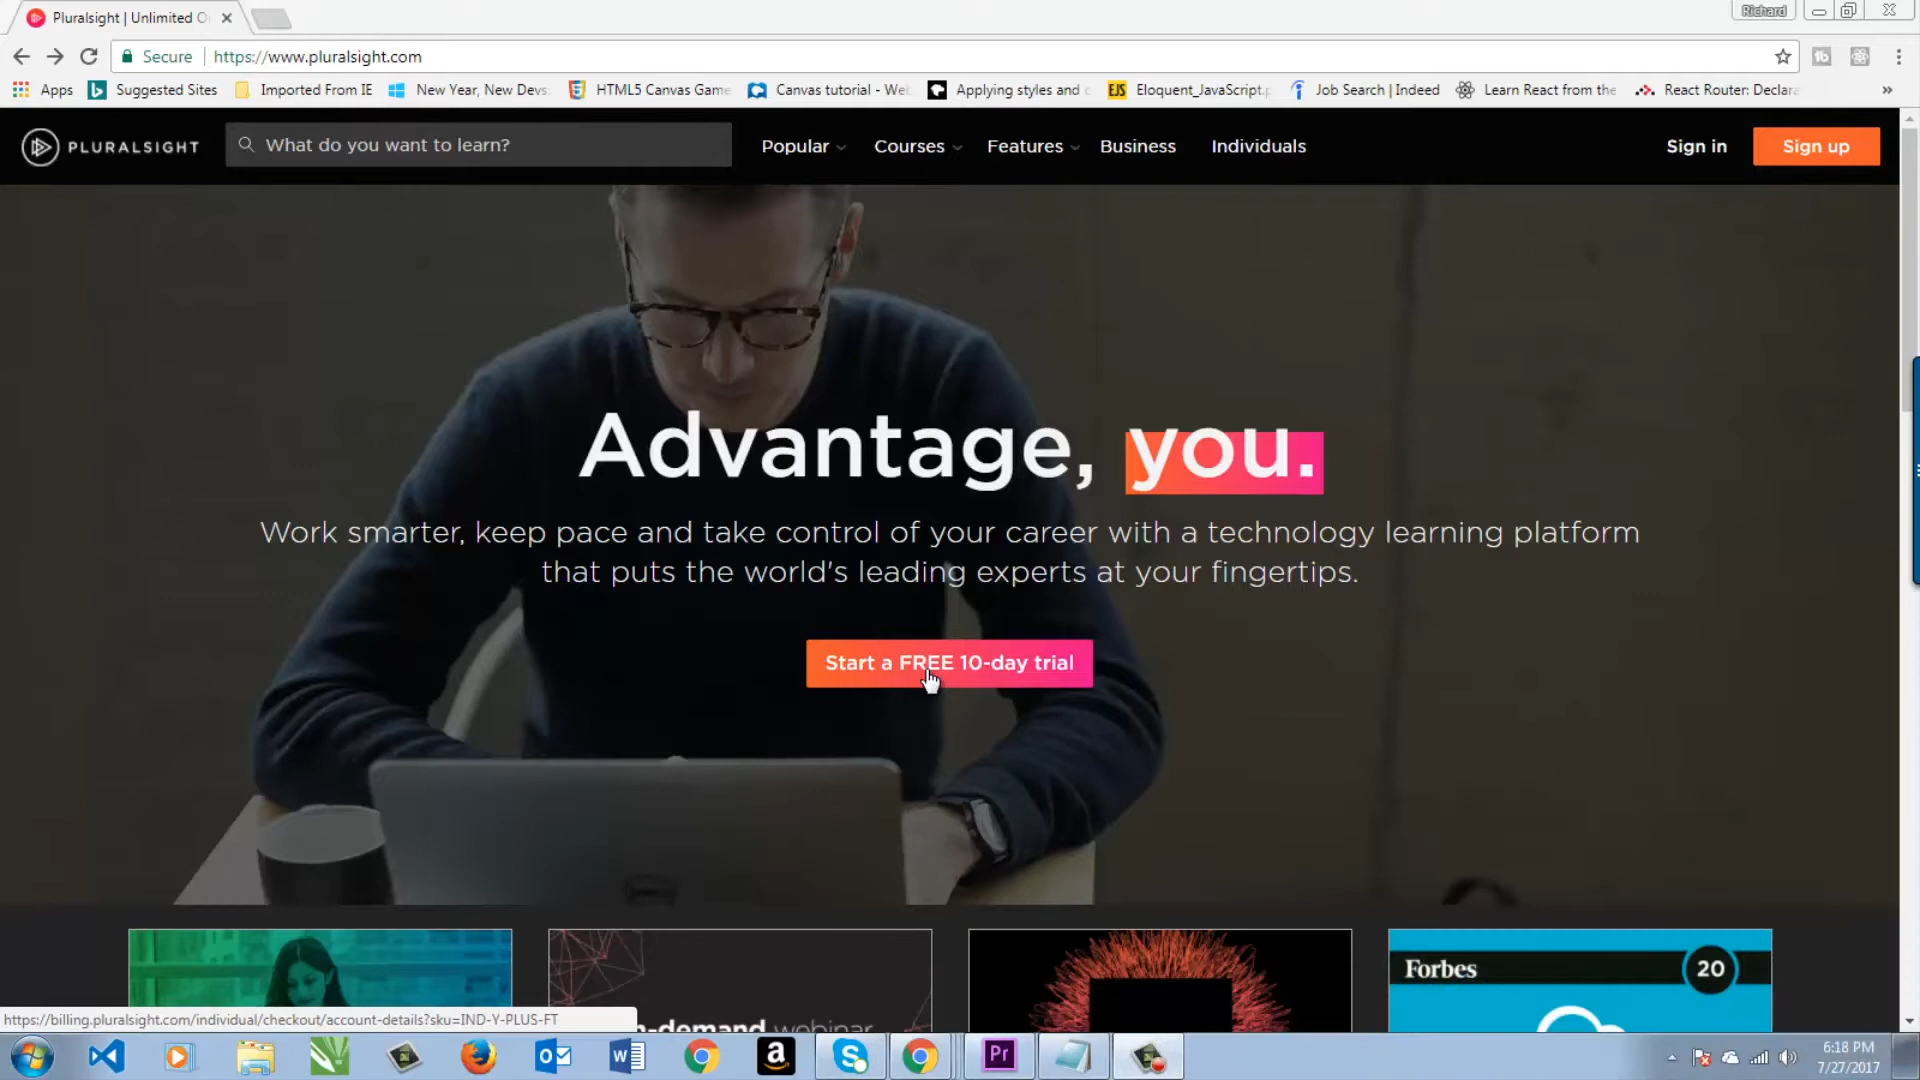 Pluralsight | Unlimited O
Richard
Secure
https://www.pluralsight.com
Apps
Suggested Sites
Imported From IE
New Year, New Devs:
HTML5 Canvas Game
Canvas tutorial - We
Applying styles and c
EJS
Eloquent_JavaScript.p
Job Search | Indeed
Learn React from the
React Router: Declara
»
PLURALSIGHT
What do you want to learn?
Popular
Courses
Features
Business
Individuals
Sign in
Sign up
Advantage, you.
Work smarter, keep pace and take control of your career with a technology learning platform
that puts the world's leading experts at your fingertips.
Start a FREE 10-day trial
Forbes
20
n-demand webinar
https://billing.pluralsight.com/individual/checkout/account-details?sku=IND-Y-PLUS-FT
Pr
6:18 PM
7/27/2017